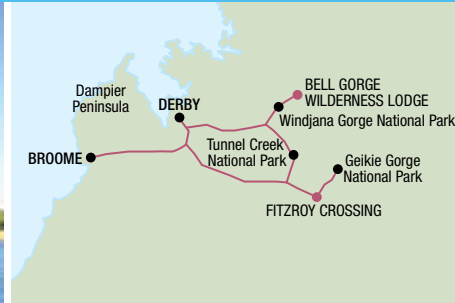 BELL GORGE
WILDERNESS LODGE
Dampier
Peninsula
DERBY
Windjana Gorge National Park
Tunnel Creek
National Park
BROOME
Geikie Gorge
National Park
FITZROY CROSSING